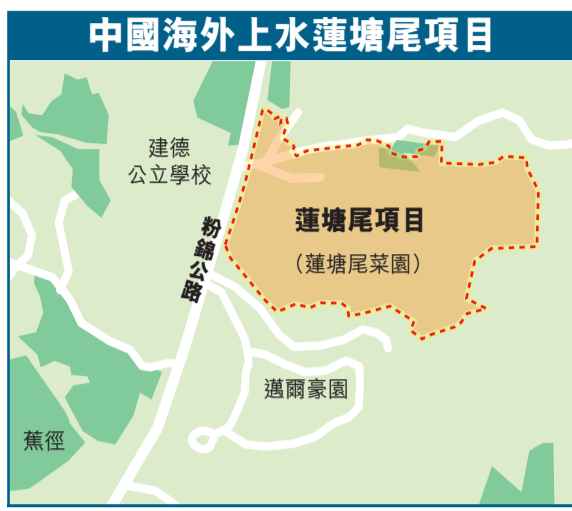 中國海外上水蓮塘尾項目
建德
公立學校
粉錦公路
蓮塘尾項目
（蓮塘尾菜園）
邁爾豪園
蕉徑